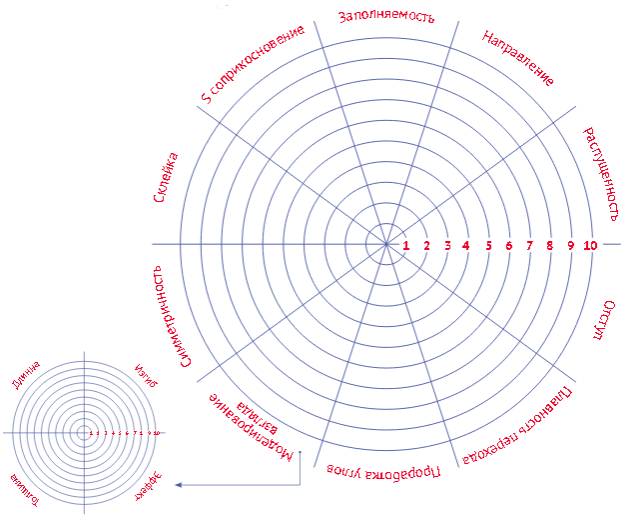 Заполняемость
Направление
Распущенность
Отступ
Плавность перехода
Проработка углов
Моделирование
взгляда
Симметричность
Склейка
S соприкосновение
1 2 3 4 5 6 7 8 9 10
Длинна
Изгиб
Эффект
Толщина
1 2 3 4 5 6 7 8 9 10